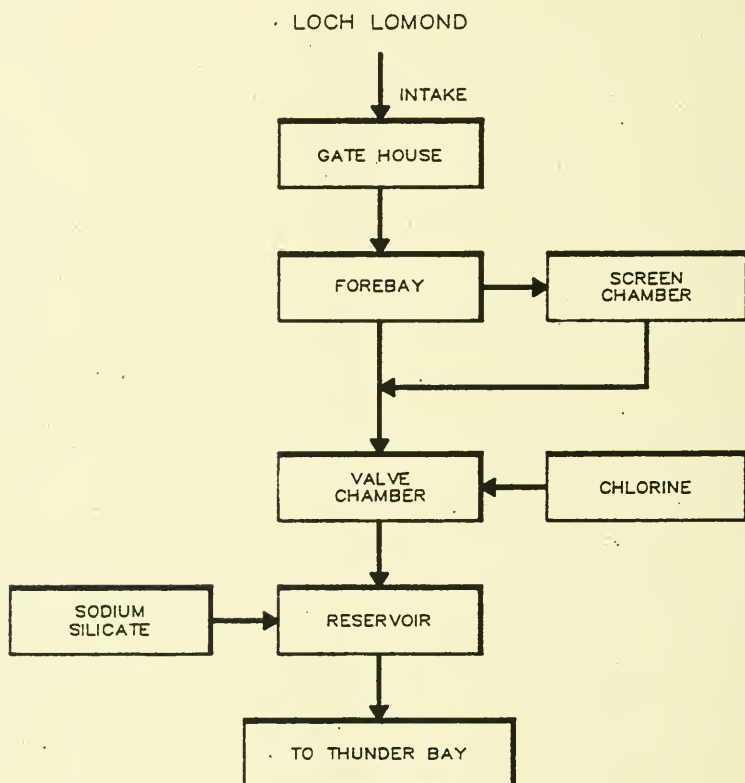 LOCH LOMOND
INTAKE
GATE HOUSE
FOREBAY
SCREEN
CHAMBER
VALVE
CHAMBER
CHLORINE
SODIUM
SILICATE
RESERVOIR
TO THUNDER BAY